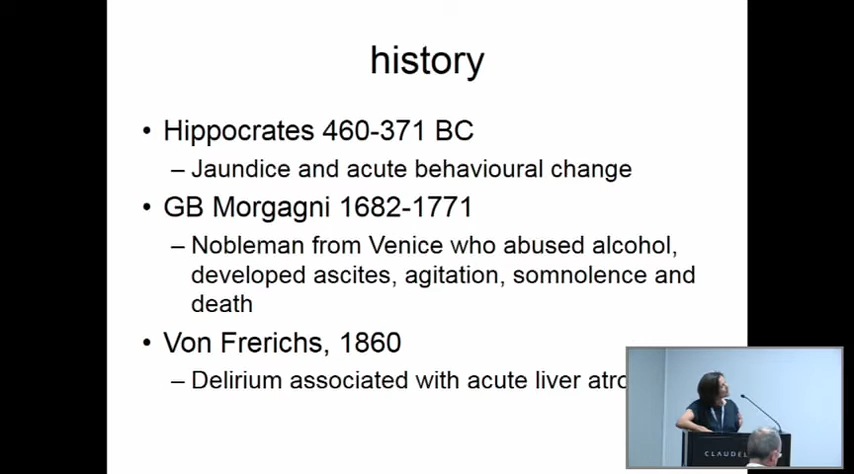 history
• Hippocrates 460-371 BC
– Jaundice and acute behavioural change
• GB Morgagni 1682-1771
– Nobleman from Venice who abused alcohol,
developed ascites, agitation, somnolence and
death
• Von Frerichs, 1860
– Delirium associated with acute liver atro
CLAUDEL